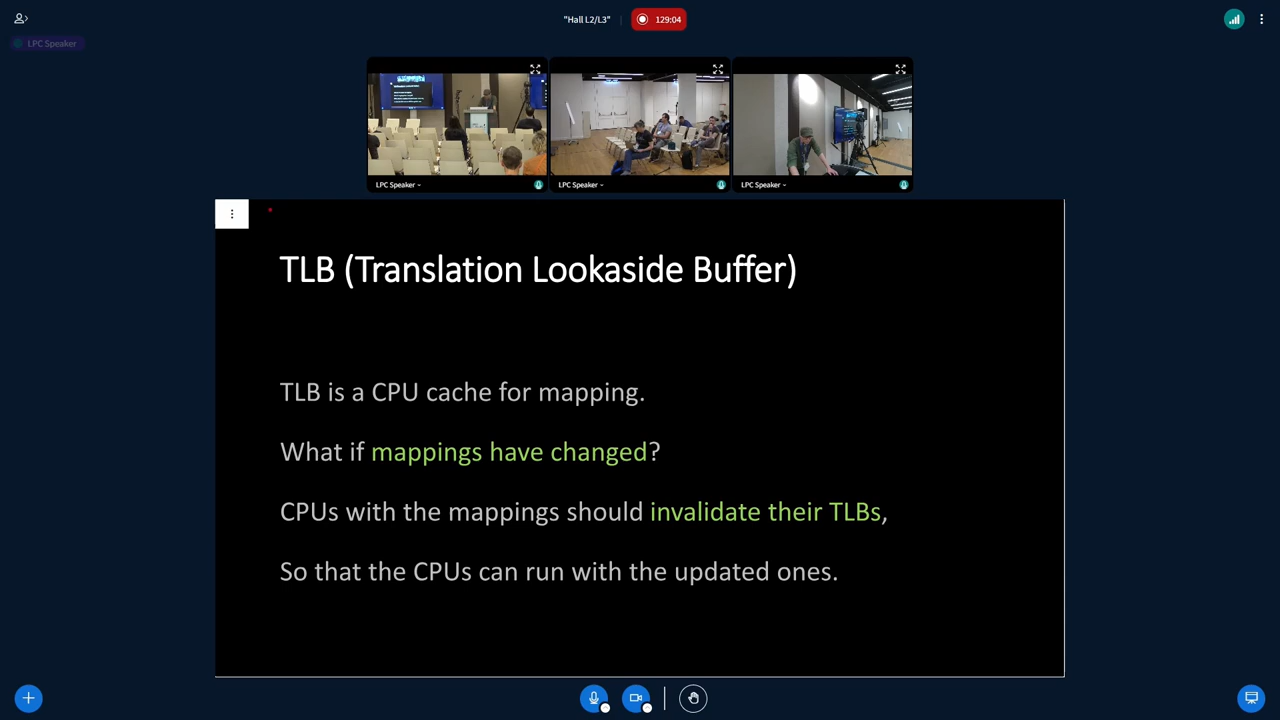 "Hall L2/L3"
129:04
LPC Speaker
LPC Speaker
LPC Speaker
LPC Speaker
TLB (Translation Lookaside Buffer)
TLB is a CPU cache for mapping.
What if mappings have changed?
CPUs with the mappings should invalidate their TLBs,
So that the CPUs can run with the updated ones.